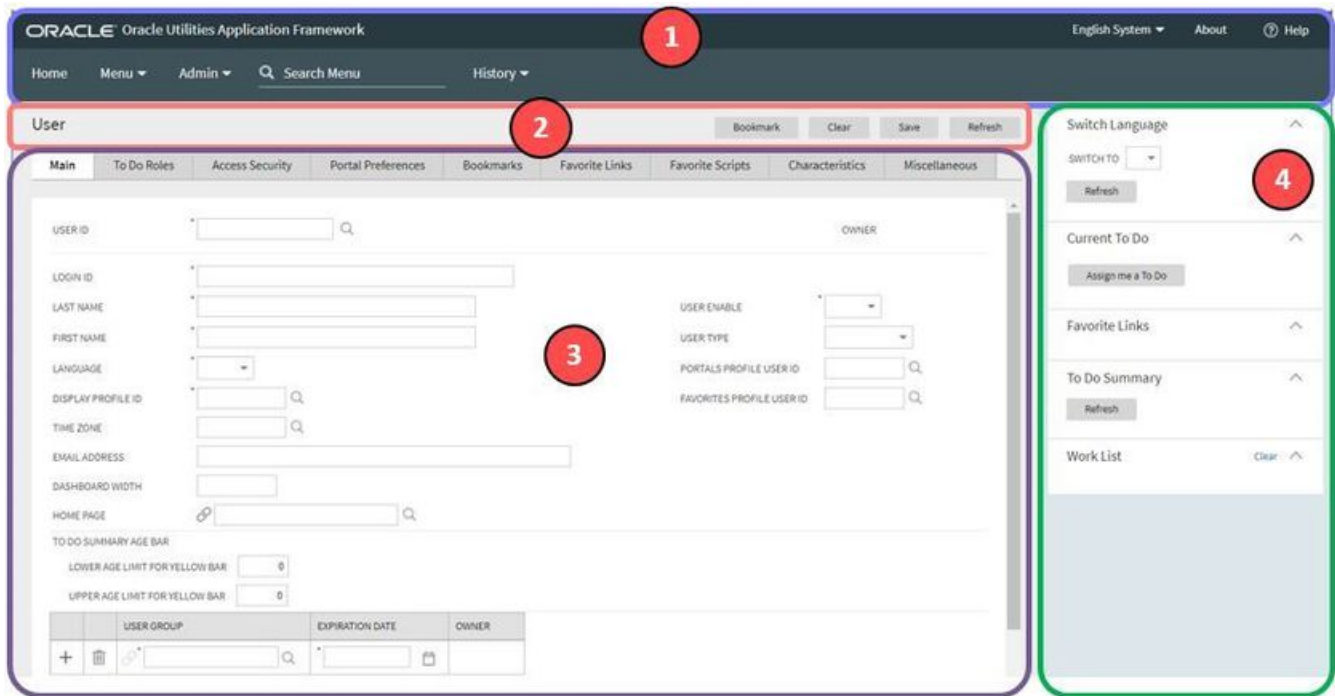 ORACLE Oracle Utilities Application Framework English System About Help
1
Home Menu Admin Search Menu History
User Bookmark Clear Save Refresh
2
Main To Do Roles Access Security Portal Preferences Bookmarks Favorite Links Favorite Scripts Characteristics Miscellaneous
USER ID * OWNER
LOGIN ID *
LAST NAME * USER ENABLE *
FIRST NAME * USER TYPE
3
LANGUAGE * PORTALS PROFILE USER ID
DISPLAY PROFILE ID * FAVORITES PROFILE USER ID
TIME ZONE
EMAIL ADDRESS
DASHBOARD WIDTH
HOME PAGE
TO DO SUMMARY AGE BAR
LOWER AGE LIMIT FOR YELLOW BAR 0
UPPER AGE LIMIT FOR YELLOW BAR 0
USER GROUP EXPIRATION DATE OWNER
+ * *
Switch Language
SWITCH TO
4
Refresh
Current To Do
Assign me a To Do
Favorite Links
To Do Summary
Refresh
Work List Clear